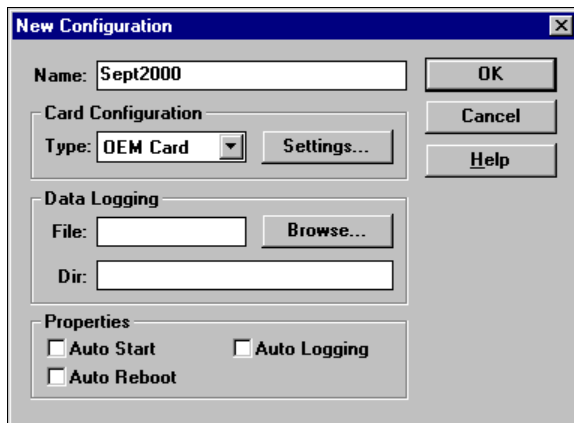 New Configuration
Name: Sept2000
OK
Card Configuration
Cancel
Type: OEM Card Settings...
Help
Data Logging
File: Browse...
Dir:
Properties
Auto Start Auto Logging
Auto Reboot